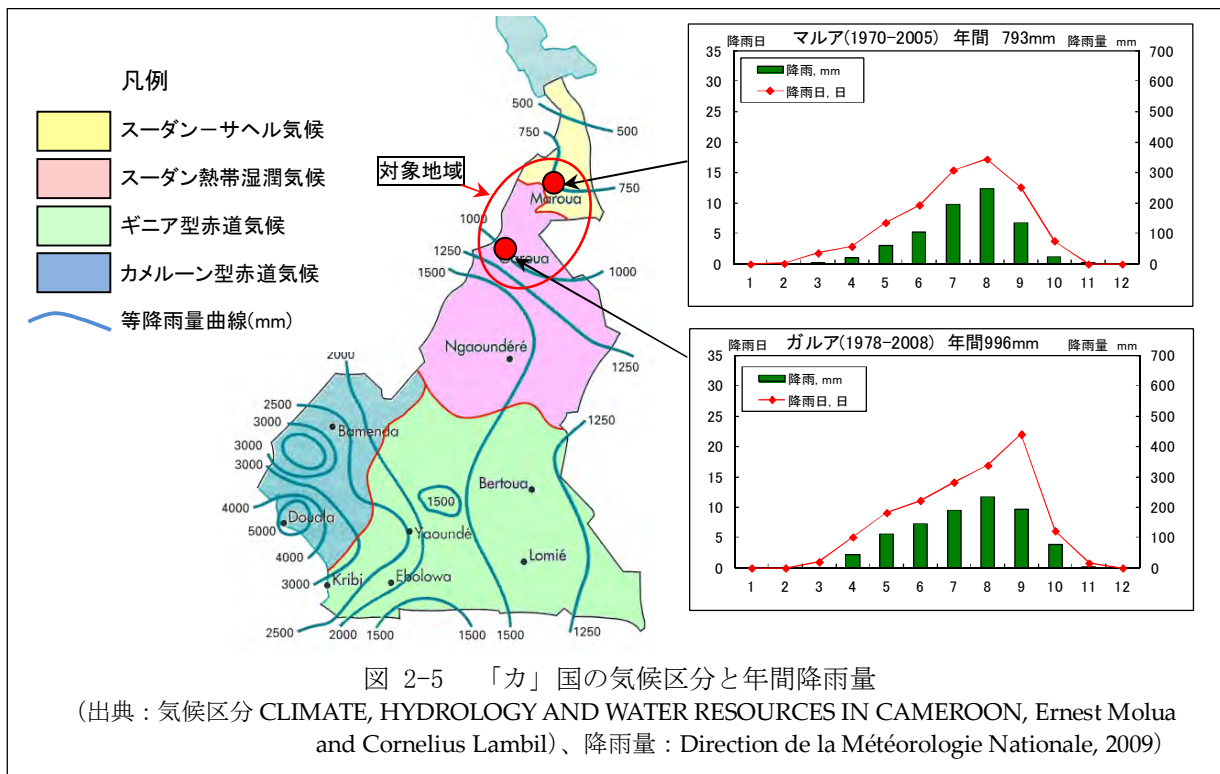 凡例
スーダンーサヘル気候
スーダン熱帯湿潤気候
ギニア型赤道気候
カメルーン型赤道気候
等降雨量曲線(mm)
対象地域
500
500
750
750
Maroua
1000
1250
1500
Garoua
1000
Ngaoundéré
1250
2000
2500
3000
3000
3000
Bamenda
1250
4000
5000
Douala
4000
3000
1500
Bertoua
Yaoundé
Lomié
Kribi
Ebolowa
2500
2000
1500
1500
1500
1250
降雨日 マルア(1970-2005) 年間 793mm 降雨量 mm
降雨, mm
降雨日, 日
35 700
30 600
25 500
20 400
15 300
10 200
5 100
0 0
1 2 3 4 5 6 7 8 9 10 11 12
降雨日 ガルア(1978-2008) 年間996mm 降雨量 mm
降雨, mm
降雨日, 日
35 700
30 600
25 500
20 400
15 300
10 200
5 100
0 0
1 2 3 4 5 6 7 8 9 10 11 12
図 2-5 「カ」国の気候区分と年間降雨量
(出典：気候区分 CLIMATE, HYDROLOGY AND WATER RESOURCES IN CAMEROON, Ernest Molua
and Cornelius Lambil)、降雨量：Direction de la Météorologie Nationale, 2009)